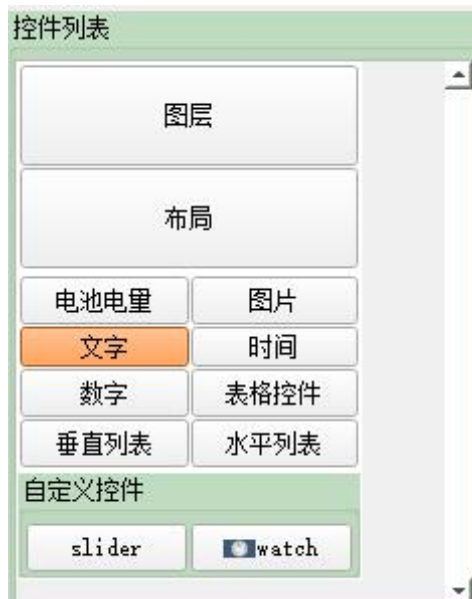 控件列表
图层
布局
电池电量 图片
文字 时间
数字 表格控件
垂直列表 水平列表
自定义控件
slider watch